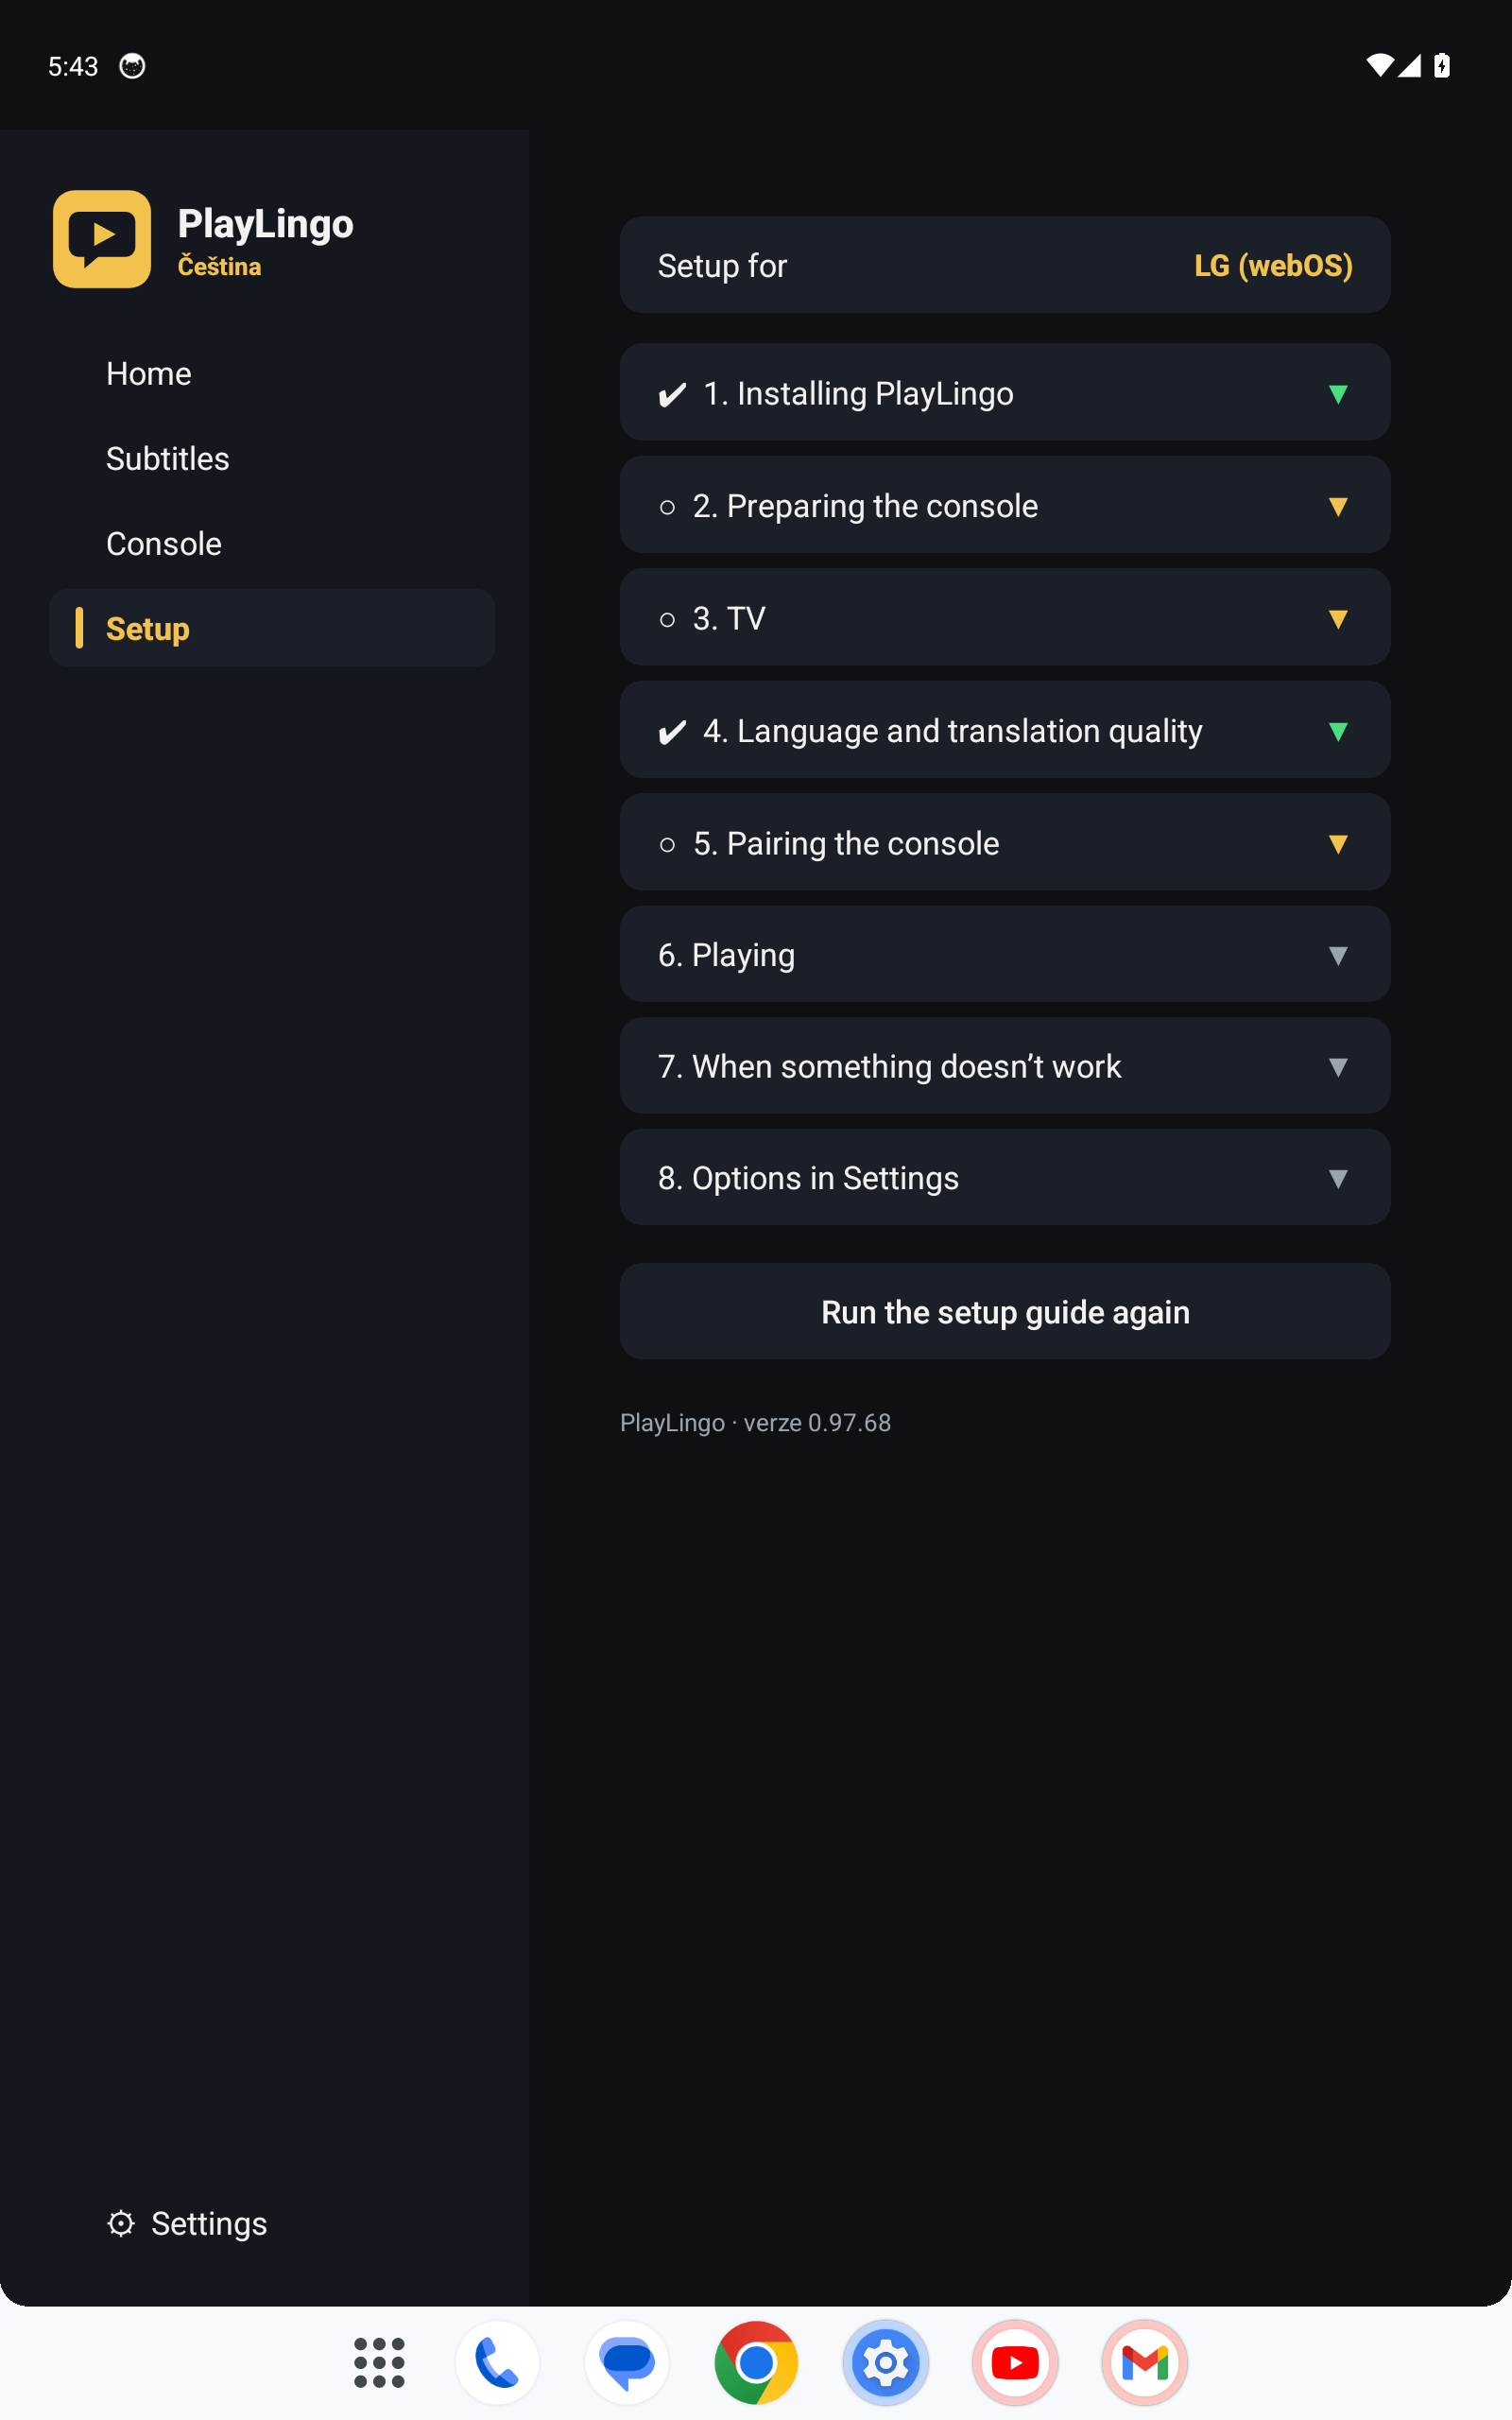 5:43
PlayLingo
Čeština
Home
Subtitles
Console
Setup
Setup for
LG (webOS)
✔ 1. Installing PlayLingo ▼
○ 2. Preparing the console ▼
○ 3. TV ▼
✔ 4. Language and translation quality ▼
○ 5. Pairing the console ▼
6. Playing ▼
7. When something doesn’t work ▼
8. Options in Settings ▼
Run the setup guide again
PlayLingo · verze 0.97.68
Settings